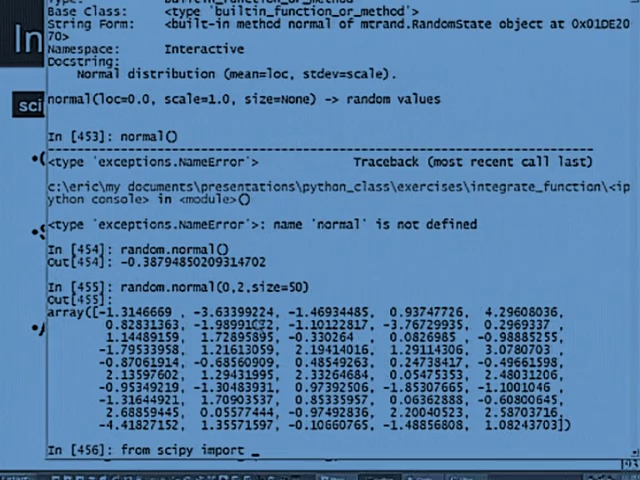 Type: builtin_function_or_method
Base Class: <type 'builtin_function_or_method'>
String Form: <built-in method normal of mtrand.RandomState object at 0x01DE20
70>
Namespace: Interactive
Docstring:
Normal distribution (mean=loc, stdev=scale).
normal(loc=0.0, scale=1.0, size=None) -> random values
In [453]: normal()
---------------------------------------------------------------------------
<type 'exceptions.NameError'> Traceback (most recent call last)
c:\eric\my documents\presentations\python_class\exercises\integrate_function\<ip
ython console> in <module>()
<type 'exceptions.NameError'>: name 'normal' is not defined
In [454]: random.normal()
Out[454]: -0.38794850209314702
In [455]: random.normal(0,2,size=50)
Out[455]:
array([-1.3146669 , -3.63399224, -1.46934485, 0.93747726, 4.29608036,
0.82831363, -1.98991032, -1.10122817, -3.76729935, 0.2969337 ,
1.14489159, 1.72895895, -0.330264 , 0.0826985 , -0.98885255,
-1.79533958, 1.21613059, 2.19414016, 1.29114306, 3.0780703 ,
-0.87061914, -0.68560909, 0.48549263, 0.24738417, -0.49661598,
2.13597602, 1.29431995, 2.33264684, 0.05475353, 2.48031206,
-0.95349219, -1.30483931, 0.97392506, -1.85307665, -1.1001046 ,
-1.31644921, 1.70903537, 0.85335957, 0.06362888, -0.60800645,
2.68859445, 0.05577444, -0.97492836, 2.20040523, 2.58703716,
-4.41827152, 1.35571597, -0.10660765, -1.48856808, 1.08243703])
In [456]: from scipy import _
In
sci
93